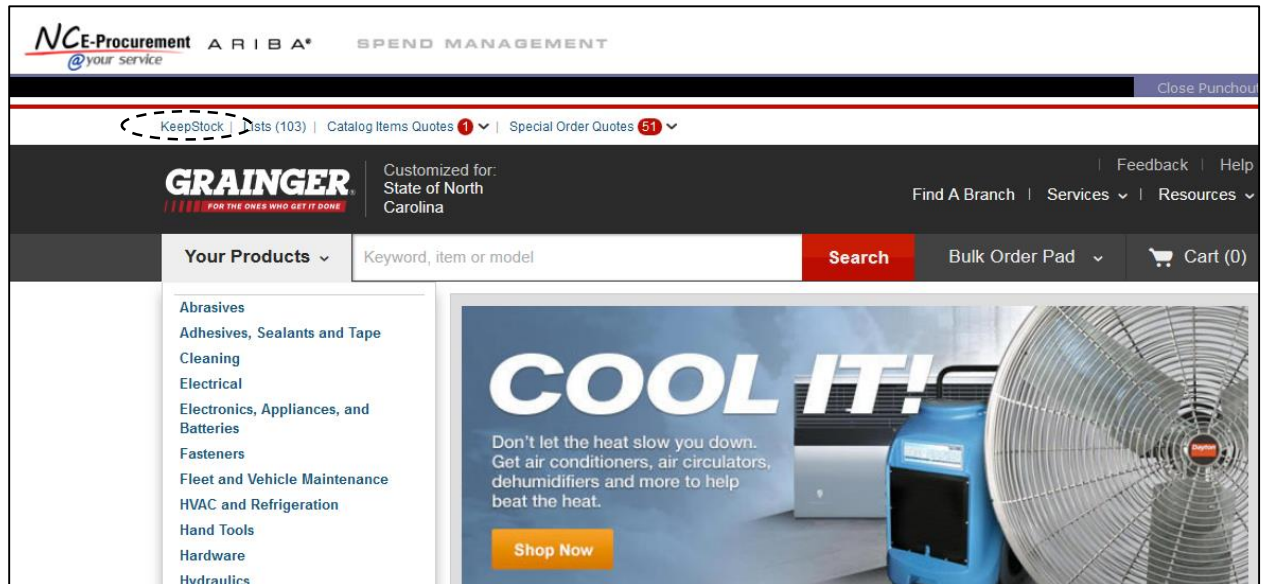 NCE-Procurement ARIBA® SPEND MANAGEMENT
@your service
Close Punchout
KeepStock | Lists (103) | Catalog Items Quotes 1 | Special Order Quotes 51
Feedback | Help
GRAINGER®
FOR THE ONES WHO GET IT DONE
Customized for:
State of North
Carolina
Find A Branch | Services | Resources
Your Products
Keyword, item or model
Search
Bulk Order Pad
Cart (0)
Abrasives
Adhesives, Sealants and Tape
Cleaning
Electrical
Electronics, Appliances, and
Batteries
Fasteners
Fleet and Vehicle Maintenance
HVAC and Refrigeration
Hand Tools
Hardware
Hydraulics
COOL IT!
Don't let the heat slow you down.
Get air conditioners, air circulators,
dehumidifiers and more to help
beat the heat.
Shop Now
Dayton